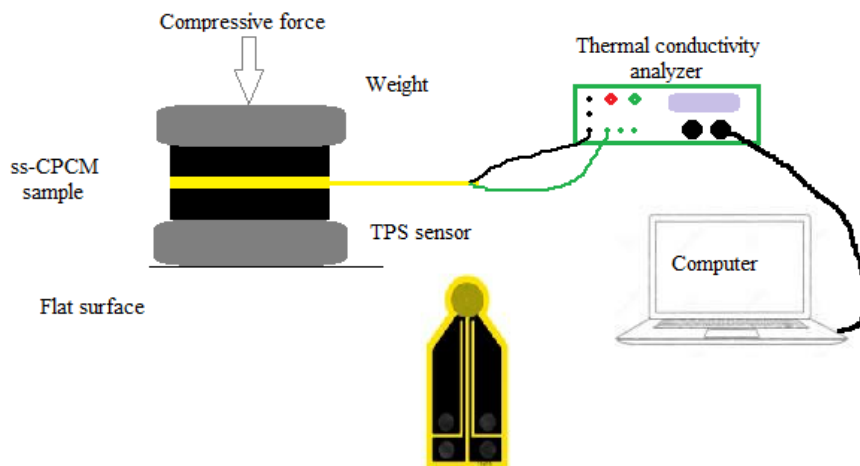 Compressive force
Weight
Thermal conductivity
analyzer
ss-CPCM
sample
TPS sensor
Computer
Flat surface